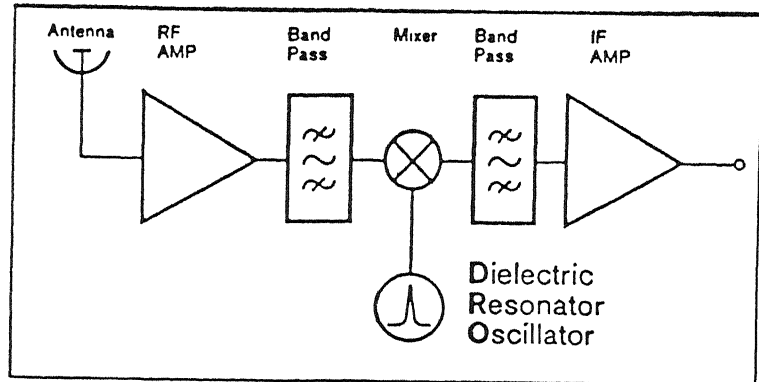 Antenna
RF
AMP
Band
Pass
Mixer
Band
Pass
IF
AMP
Dielectric
Resonator
Oscillator